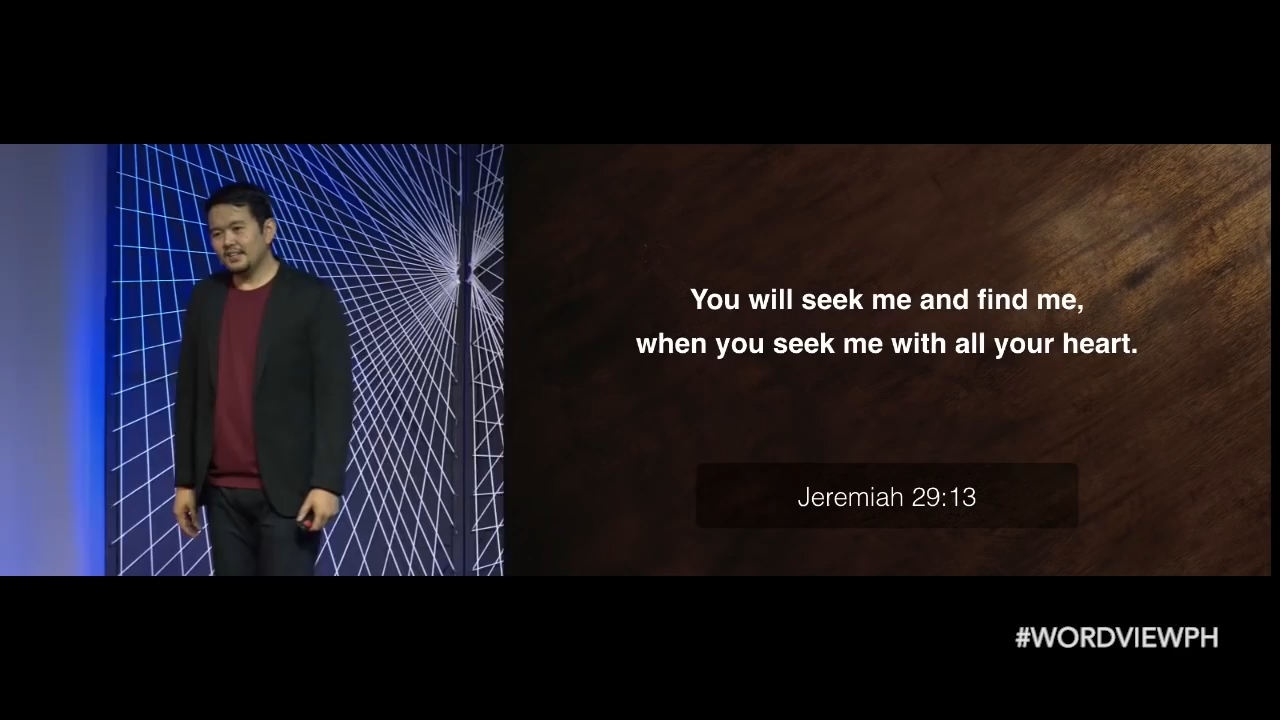 You will seek me and find me,
when you seek me with all your heart.
Jeremiah 29:13
#WORDVIEWPH